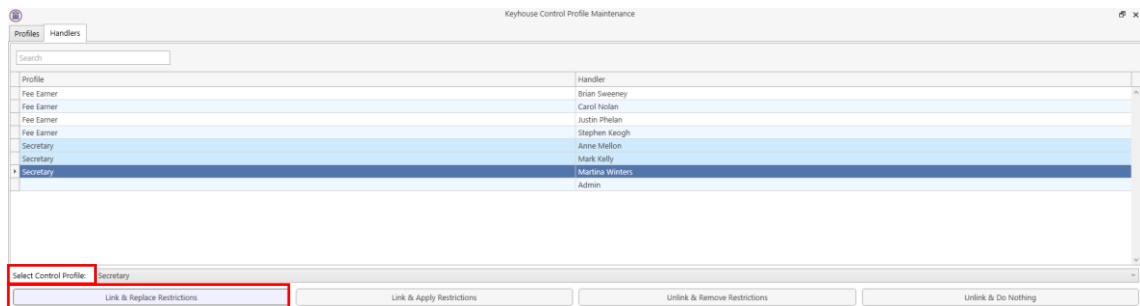 Keyhouse Control Profile Maintenance
Profiles Handlers
Search
Profile Handler
Fee Earner Brian Sweeney
Fee Earner Carol Nolan
Fee Earner Justin Phelan
Fee Earner Stephen Keogh
Secretary Anne Mellon
Secretary Mark Kelly
Secretary Martina Winters
Admin
Select Control Profile: Secretary
Link & Replace Restrictions Link & Apply Restrictions Unlink & Remove Restrictions Unlink & Do Nothing